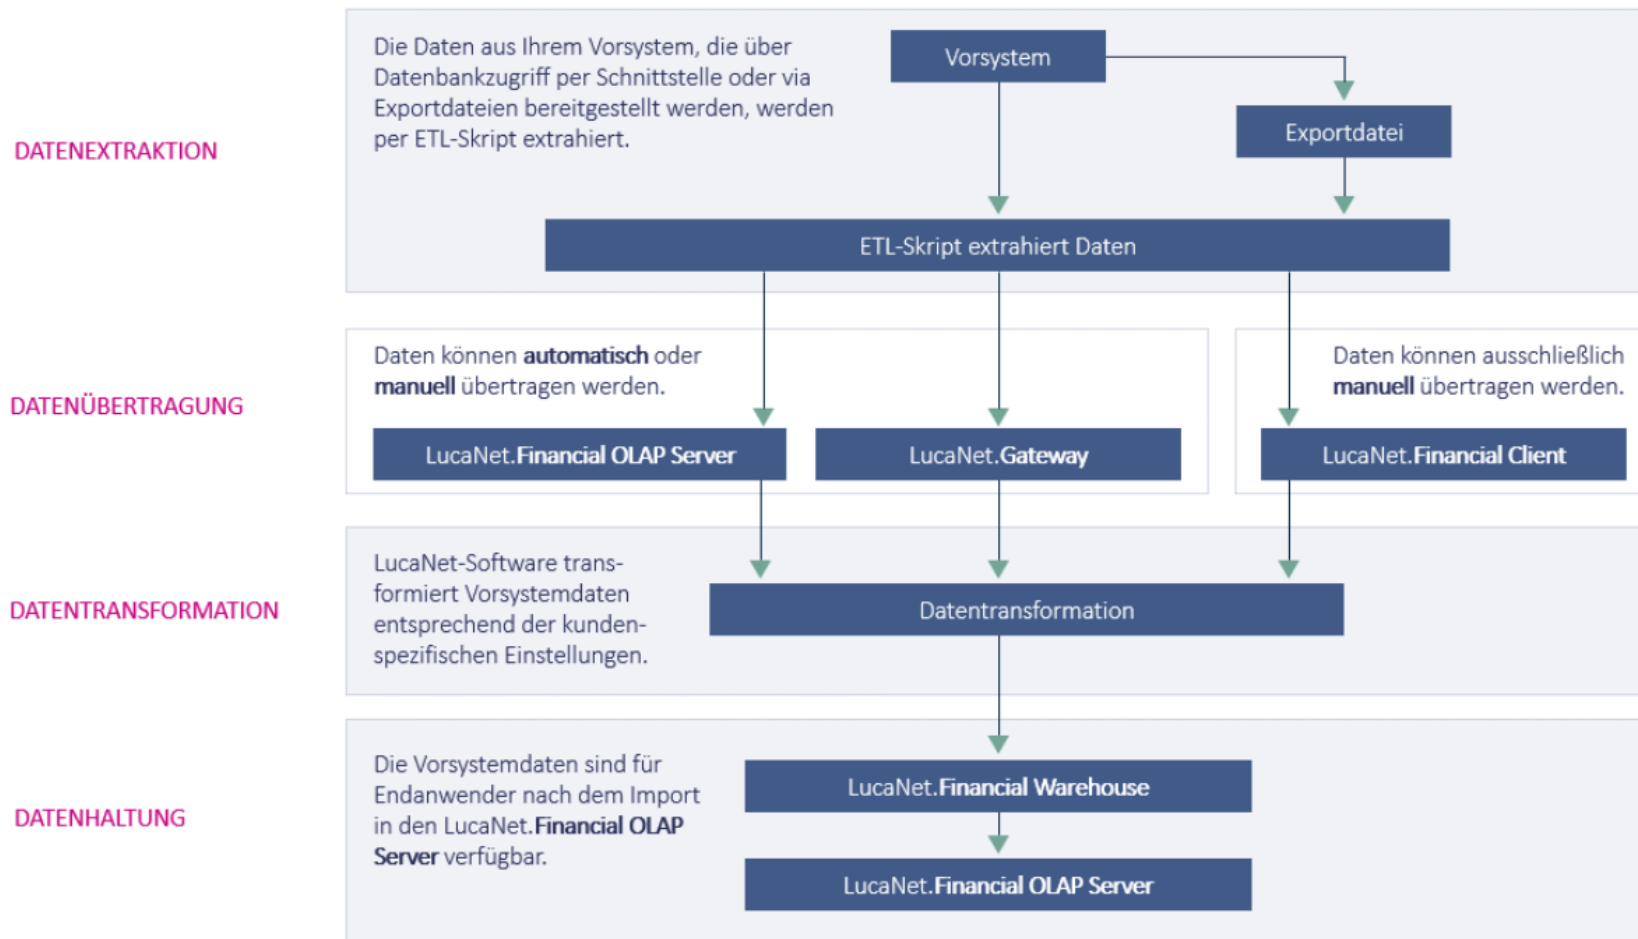 DATENEXTRAKTION
Die Daten aus Ihrem Vorsystem, die über
Datenbankzugriff per Schnittstelle oder via
Exportdateien bereitgestellt werden, werden
per ETL-Skript extrahiert.
Vorsystem
Exportdatei
ETL-Skript extrahiert Daten
DATENÜBERTRAGUNG
Daten können automatisch oder
manuell übertragen werden.
Daten können ausschließlich
manuell übertragen werden.
LucaNet.Financial OLAP Server
LucaNet.Gateway
LucaNet.Financial Client
DATENTRANSFORMATION
LucaNet-Software trans-
formiert Vorsystemdaten
entsprechend der kunden-
spezifischen Einstellungen.
Datentransformation
DATENHALTUNG
Die Vorsystemdaten sind für
Endanwender nach dem Import
in den LucaNet.Financial OLAP
Server verfügbar.
LucaNet.Financial Warehouse
LucaNet.Financial OLAP Server